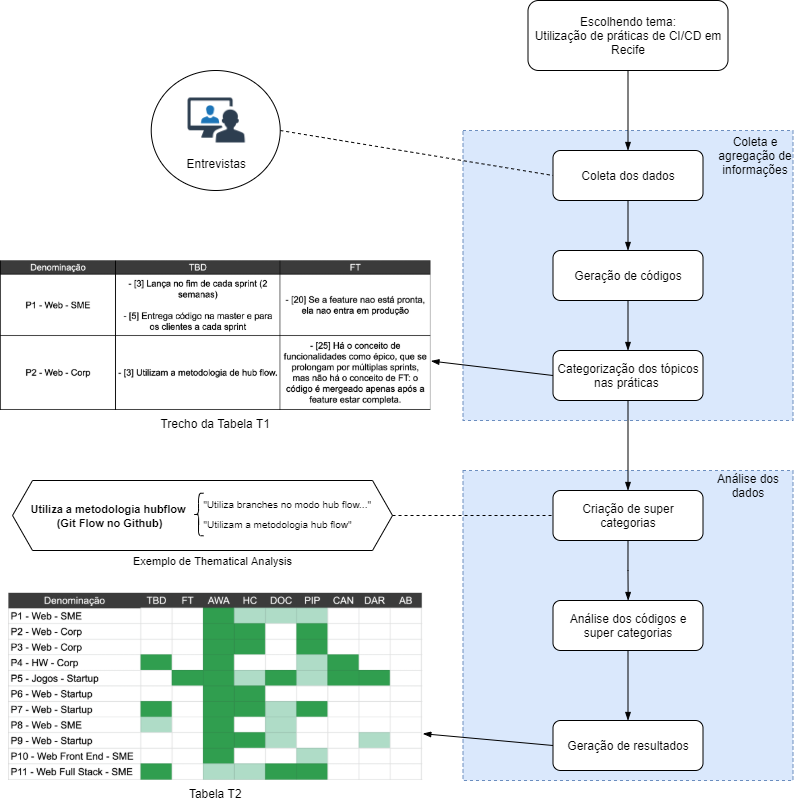 Escolhendo tema:
Utilização de práticas de CI/CD em
Recife
Coleta e
agregação de
informações
Entrevistas
Coleta dos dados
Geração de códigos
Denominação TBD FT
P1 - Web - SME
- [3] Lança no fim de cada sprint (2
semanas)
- [5] Entrega código na master e para
os clientes a cada sprint
- [20] Se a feature nao está pronta,
ela nao entra em produção
P2 - Web - Corp
- [3] Utilizam a metodologia de hub flow.
- [25] Há o conceito de
funcionalidades como épico, que se
prolongam por múltiplas sprints,
mas não há o conceito de FT: o
código é mergeado apenas após a
feature estar completa.
Trecho da Tabela T1
Categorização dos tópicos
nas práticas
Análise dos
dados
Utiliza a metodologia hubflow
(Git Flow no Github)
"Utiliza branches no modo hub flow..."
"Utilizam a metodologia hub flow"
Exemplo de Thematical Analysis
Criação de super
categorias
Análise dos códigos e
super categorias
Denominação TBD FT AWA HC DOC PIP CAN DAR AB
P1 - Web - SME
P2 - Web - Corp
P3 - Web - Corp
P4 - HW - Corp
P5 - Jogos - Startup
P6 - Web - Startup
P7 - Web - Startup
P8 - Web - SME
P9 - Web - Startup
P10 - Web Front End - SME
P11 - Web Full Stack - SME
Tabela T2
Geração de resultados